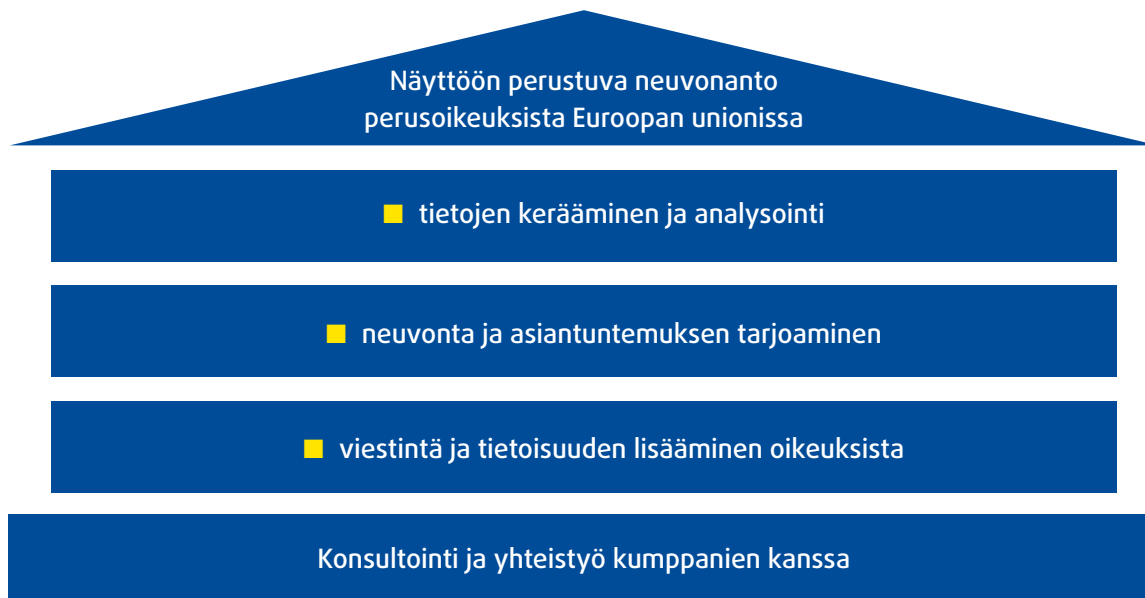 Näyttöön perustuva neuvonanto
perusoikeuksista Euroopan unionissa
tietojen kerääminen ja analysointi
neuvonta ja asiantuntemuksen tarjoaminen
viestintä ja tietoisuuden lisääminen oikeuksista
Konsultointi ja yhteistyö kumppanien kanssa